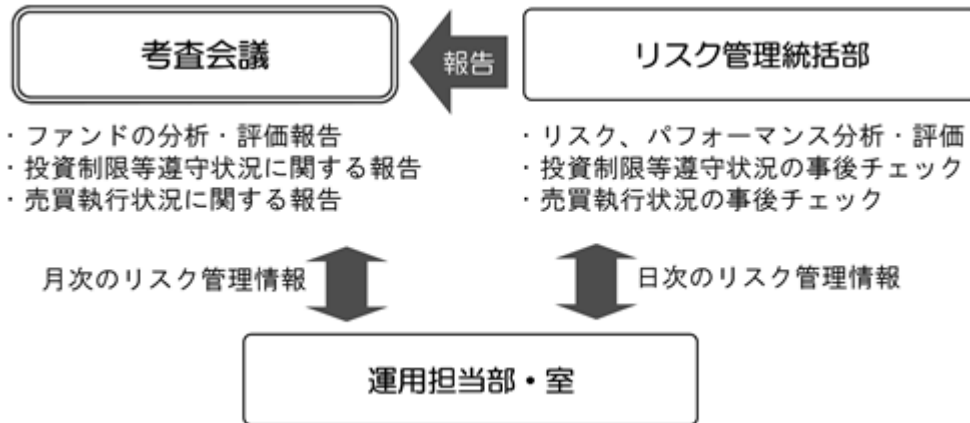 考査会議
報告
リスク管理統括部
・ファンドの分析・評価報告
・投資制限等遵守状況に関する報告
・売買執行状況に関する報告
・リスク、パフォーマンス分析・評価
・投資制限等遵守状況の事後チェック
・売買執行状況の事後チェック
月次のリスク管理情報
日次のリスク管理情報
運用担当部・室